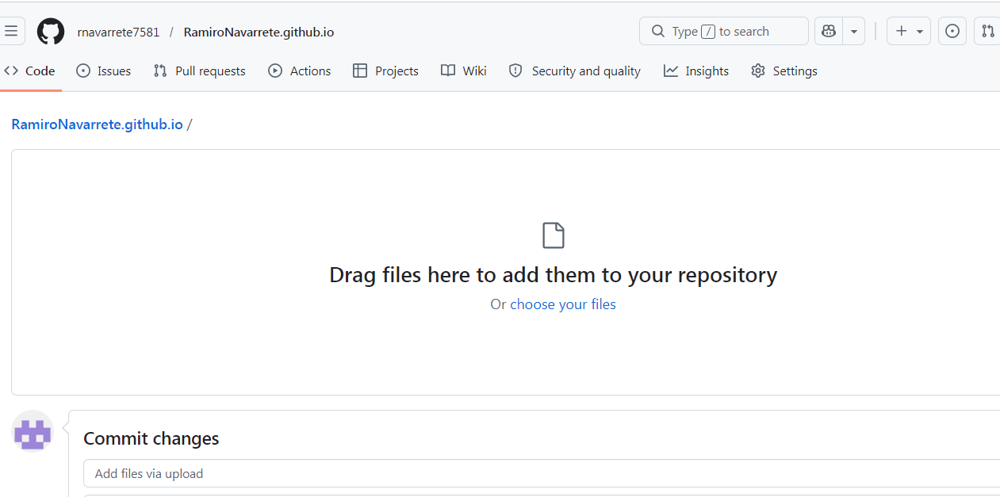 rnavarrete7581 / RamiroNavarrete.github.io
Type / to search
Code Issues Pull requests Actions Projects Wiki Security and quality Insights Settings
RamiroNavarrete.github.io /
Drag files here to add them to your repository
Or choose your files
Commit changes
Add files via upload